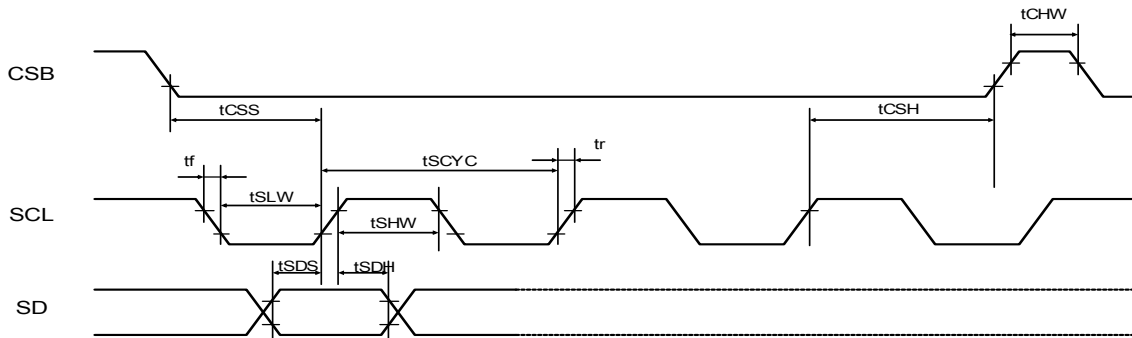 tCHW
CSB
tCSS
tCSH
tf
tSCYC
tr
tSLW
SCL
tSHW
tSDS
tSDH
SD